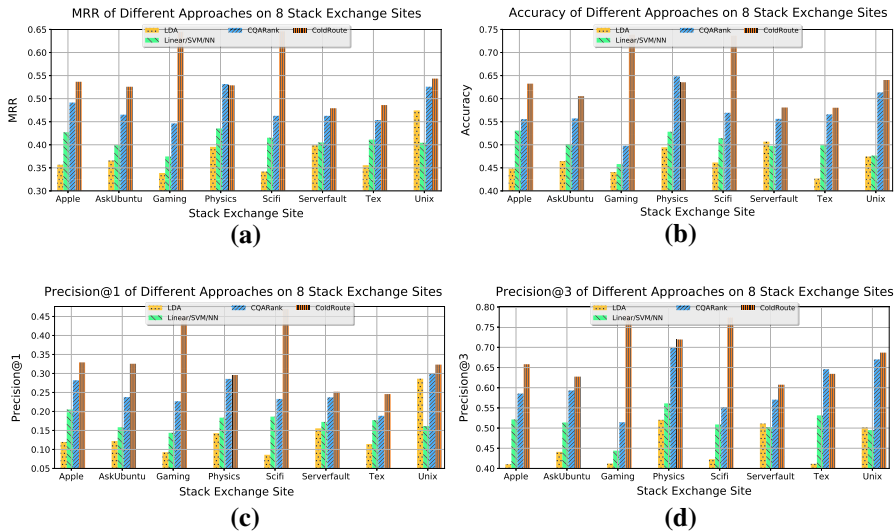 MRR of Different Approaches on 8 Stack Exchange Sites
LDA
Linear/SVM/NN
CQARank
ColdRoute
0.65
0.60
0.55
0.50
0.45
0.40
0.35
0.30
MRR
Apple AskUbuntu Gaming Physics Scifi Serverfault Tex Unix
Stack Exchange Site
(a)
Accuracy of Different Approaches on 8 Stack Exchange Sites
LDA
Linear/SVM/NN
CQARank
ColdRoute
0.75
0.70
0.65
0.60
0.55
0.50
0.45
0.40
Accuracy
Apple AskUbuntu Gaming Physics Scifi Serverfault Tex Unix
Stack Exchange Site
(b)
Precision@1 of Different Approaches on 8 Stack Exchange Sites
LDA
Linear/SVM/NN
CQARank
ColdRoute
0.45
0.40
0.35
0.30
0.25
0.20
0.15
0.10
0.05
Precision@1
Apple AskUbuntu Gaming Physics Scifi Serverfault Tex Unix
Stack Exchange Site
(c)
Precision@3 of Different Approaches on 8 Stack Exchange Sites
LDA
Linear/SVM/NN
CQARank
ColdRoute
0.80
0.75
0.70
0.65
0.60
0.55
0.50
0.45
0.40
Precision@3
Apple AskUbuntu Gaming Physics Scifi Serverfault Tex Unix
Stack Exchange Site
(d)